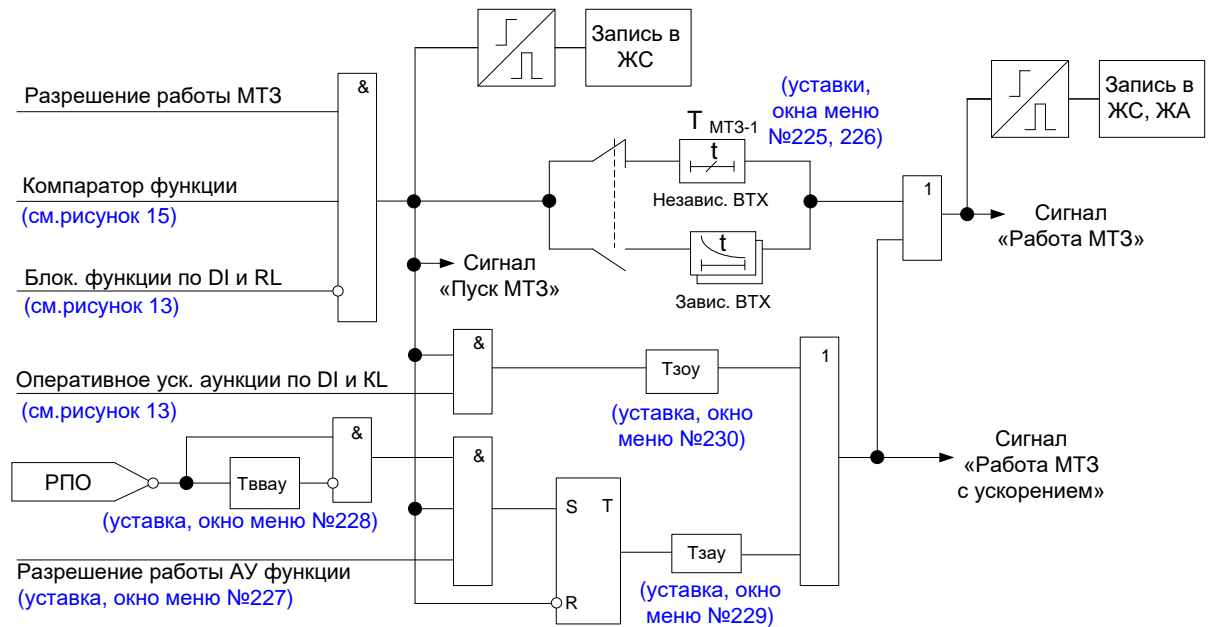 Запись в
ЖС
Запись в
ЖС, ЖА
(уставки,
окна меню
№225, 226)
Разрешение работы МТЗ
&
T МТЗ-1
t
Независ. ВТХ
Компаратор функции
(см.рисунок 15)
1
Сигнал
«Работа МТЗ»
t
Завис. ВТХ
Сигнал
«Пуск МТЗ»
Блок. функции по DI и RL
(см.рисунок 13)
&
1
Оперативное уск. аункции по DI и KL
(см.рисунок 13)
Тзоу
(уставка, окно
меню №230)
&
РПО
Тввау
(уставка, окно меню №228)
&
Сигнал
«Работа МТЗ
с ускорением»
S T
R
Тзау
(уставка, окно
меню №229)
Разрешение работы АУ функции
(уставка, окно меню №227)